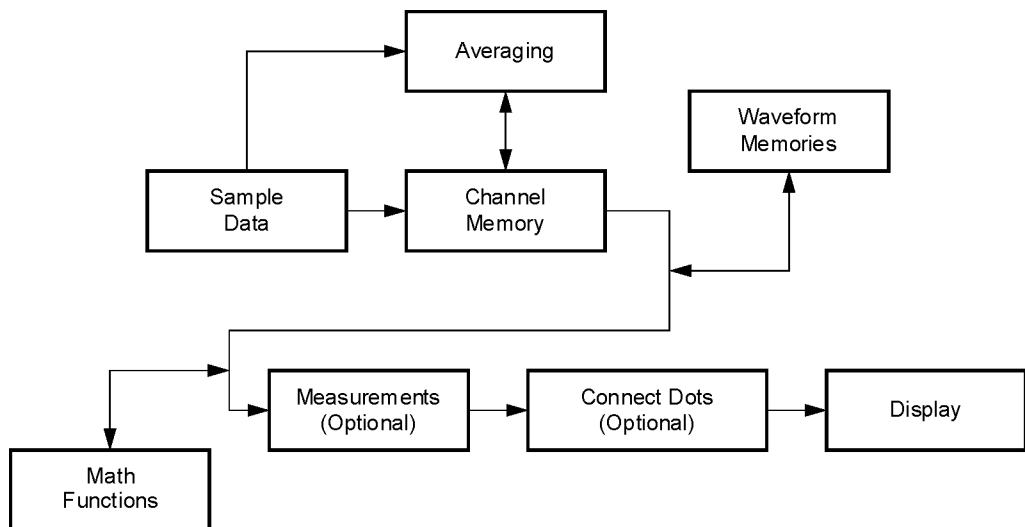 Averaging
Waveform
Memories
Sample
Data
Channel
Memory
Measurements
(Optional)
Connect Dots
(Optional)
Display
Math
Functions